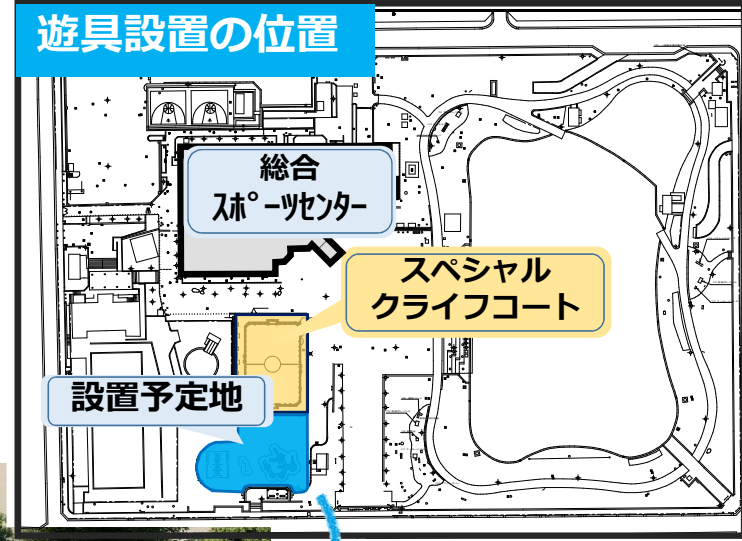 遊具設置の位置
総合
スポーツセンター
スペシャル
クライフコート
設置予定地